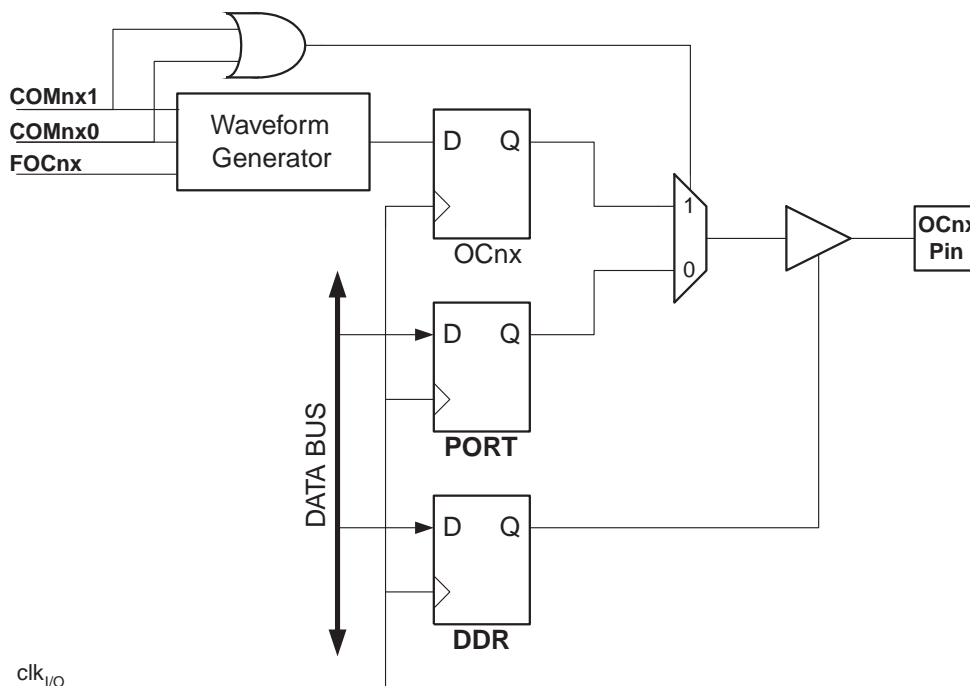 COMnx1
COMnx0
FOCnx
Waveform
Generator
D Q
OCnx
1
0
OCnx
Pin
DATA BUS
D Q
PORT
D Q
DDR
clkI/O